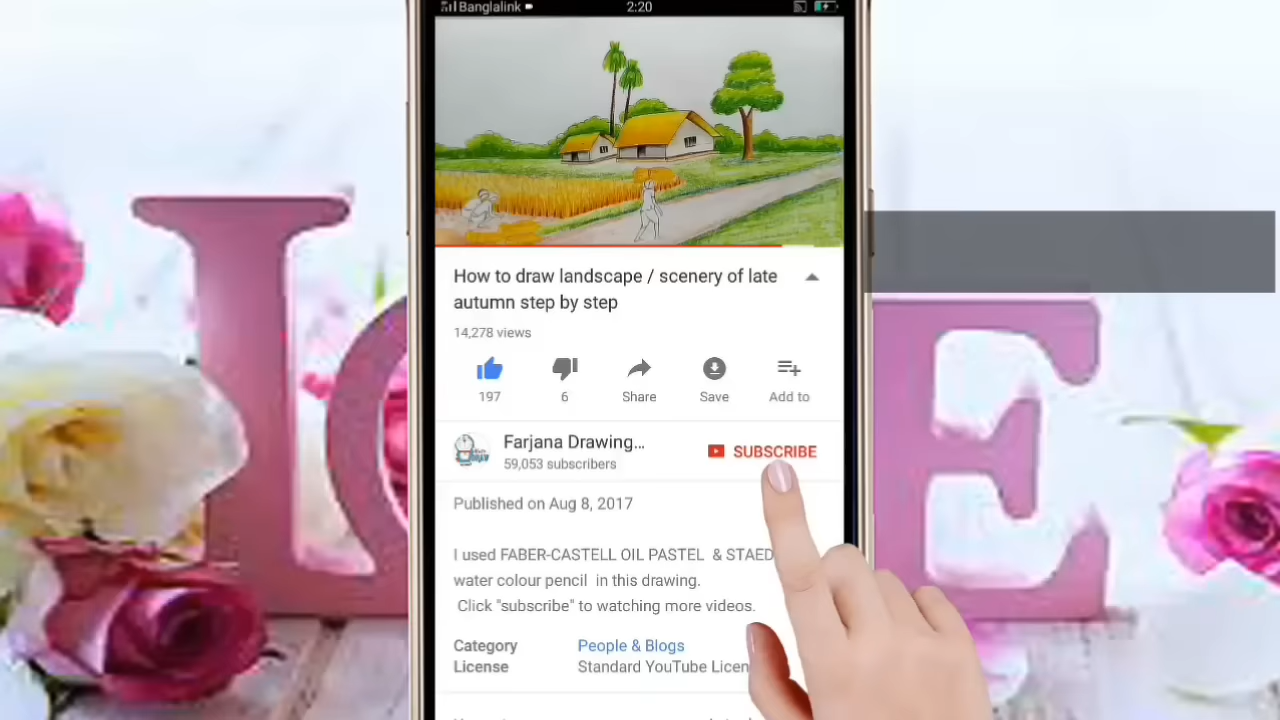 Banglalink
2:20
How to draw landscape / scenery of late
autumn step by step
14,278 views
197
6
Share
Save
Add to
Farjana Drawing...
59,053 subscribers
SUBSCRIBE
Published on Aug 8, 2017
I used FABER-CASTELL OIL PASTEL & STAED
water colour pencil in this drawing.
Click "subscribe" to watching more videos.
Category
People & Blogs
License
Standard YouTube Licen